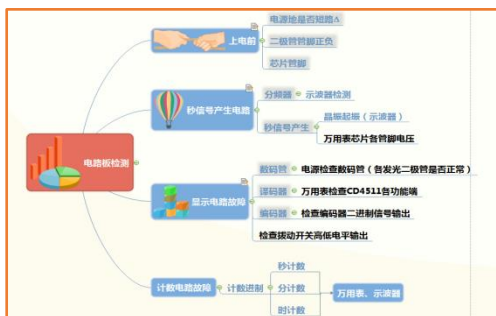 电源地是否短路
上电前
二极管管脚正负
芯片管脚
分频器
示波器检测
秒信号产生电路
晶振起振（示波器）
秒信号产生
万用表芯片各管脚电压
电路板检测
数码管
电源检查数码管（各发光二极管是否正常）
译码器
万用表检查CD4511各功能端
显示电路故障
编码器
检查编码器二进制信号输出
检查拨动开关高低电平输出
秒计数
计数电路故障
计数进制
分计数
万用表、示波器
时计数